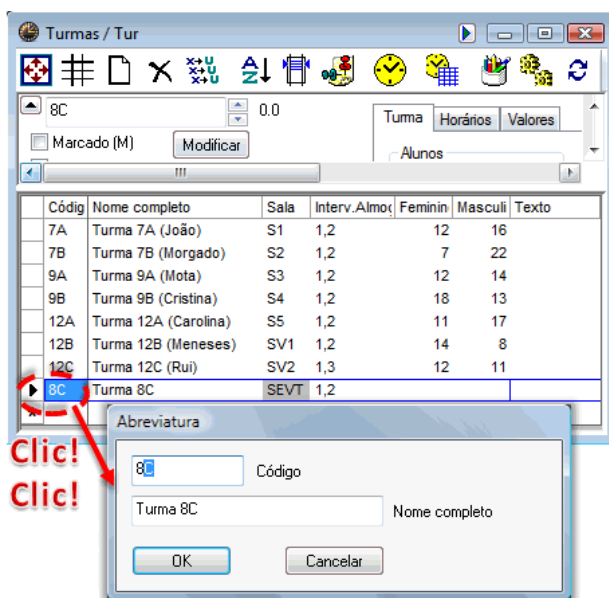 Turmas / Tur
8C 0.0 Turma Horários Valores
Marcado (M) Modificar Alunos
Códig Nome completo Sala Interv.Almoç Feminin Masculi Texto
7A Turma 7A (João) S1 1,2 12 16
7B Turma 7B (Morgado) S2 1,2 7 22
9A Turma 9A (Mota) S3 1,2 12 14
9B Turma 9B (Cristina) S4 1,2 18 13
12A Turma 12A (Carolina) S5 1,2 11 17
12B Turma 12B (Meneses) SV1 1,2 14 8
12C Turma 12C (Rui) SV2 1,3 12 11
8C Turma 8C SEVT 1,2
Abreviatura
Clic!
Clic!
8C Código
Turma 8C Nome completo
OK Cancelar